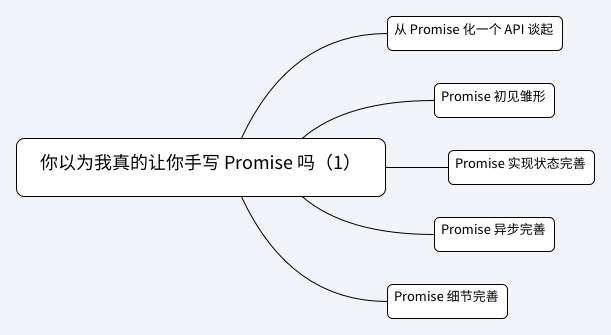 从 Promise 化一个 API 谈起
Promise 初见雏形
你以为我真的让你手写 Promise 吗（1）
Promise 实现状态完善
Promise 异步完善
Promise 细节完善